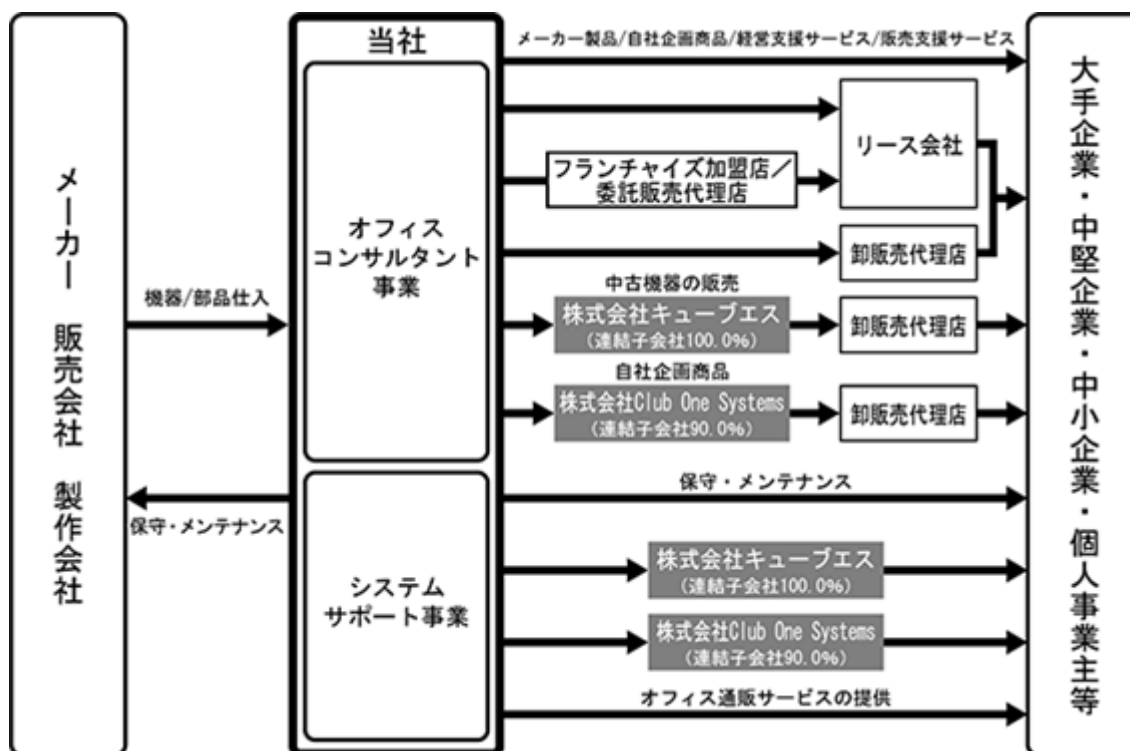 メーカー 販売会社 製作会社
機器/部品仕入
保守・メンテナンス
当社
オフィス
コンサルタント
事業
システム
サポート事業
メーカー製品/自社企画商品/経営支援サービス/販売支援サービス
リース会社
フランチャイズ加盟店／
委託販売代理店
卸販売代理店
中古機器の販売
株式会社キューブエス
(連結子会社100.0%)
卸販売代理店
自社企画商品
株式会社Club One Systems
(連結子会社90.0%)
卸販売代理店
保守・メンテナンス
株式会社キューブエス
(連結子会社100.0%)
株式会社Club One Systems
(連結子会社90.0%)
オフィス通販サービスの提供
大手企業・中堅企業・中小企業・個人事業主等